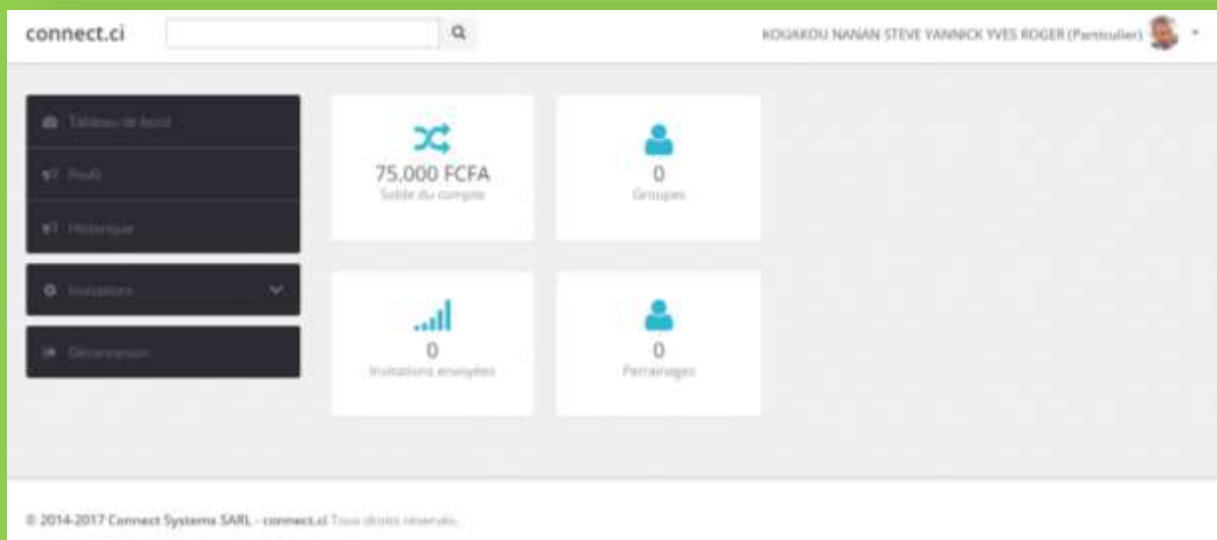 connect.ci
KOUAKOU NANAN STEVE YANNICK YVES ROGER (Particulier)
Tableau de bord
Profil
Historique
Invitations
Déconnexion
75.000 FCFA
Solde du compte
0
Groupes
0
Invitations envoyées
0
Perrainages
© 2014-2017 Connect Systems SARL - connect.ci Tous droits réservés.